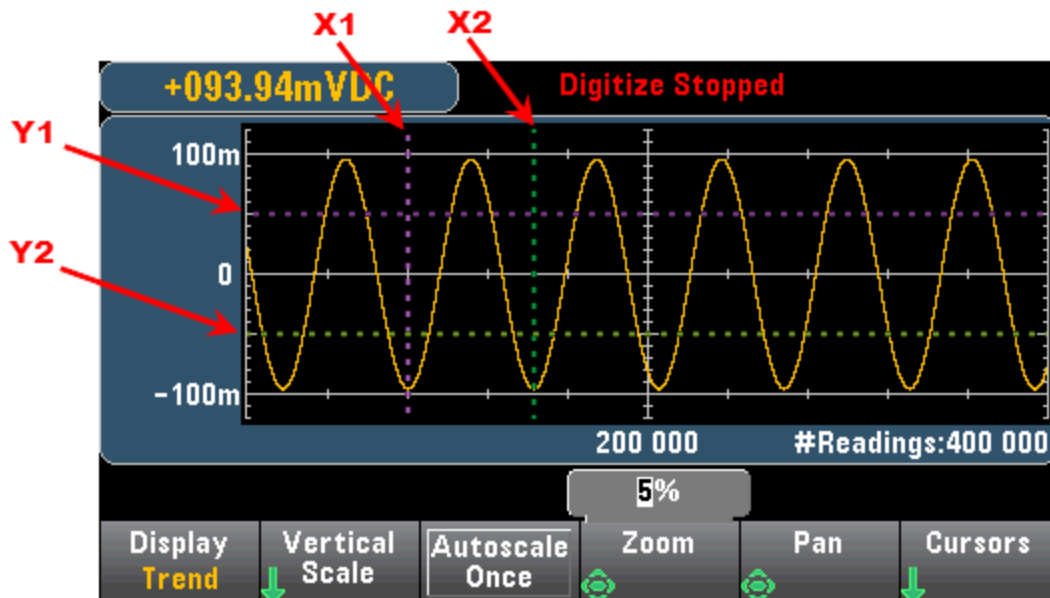 X1
X2
+093.94mVDC
Digitize Stopped
Y1
100m
Y2
0
-100m
200 000
#Readings:400 000
5%
Display
Trend
Vertical
Scale
Autoscale
Once
Zoom
Pan
Cursors